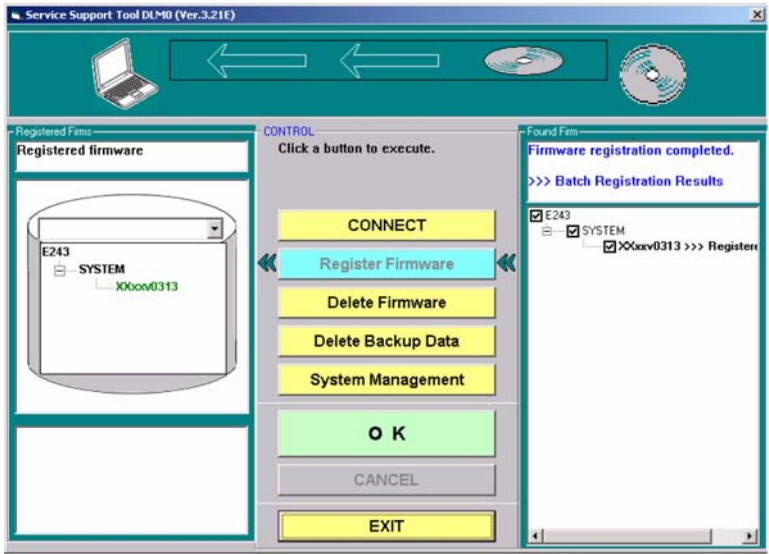 Service Support Tool DLM0 (Ver.3.21E)
Registered Firms
Registered firmware
E243
SYSTEM
XXxxv0313
CONTROL
Click a button to execute.
CONNECT
Register Firmware
Delete Firmware
Delete Backup Data
System Management
O K
CANCEL
EXIT
Found Firm
Firmware registration completed.
>>> Batch Registration Results
E243
SYSTEM
XXxxv0313 >>> Registere